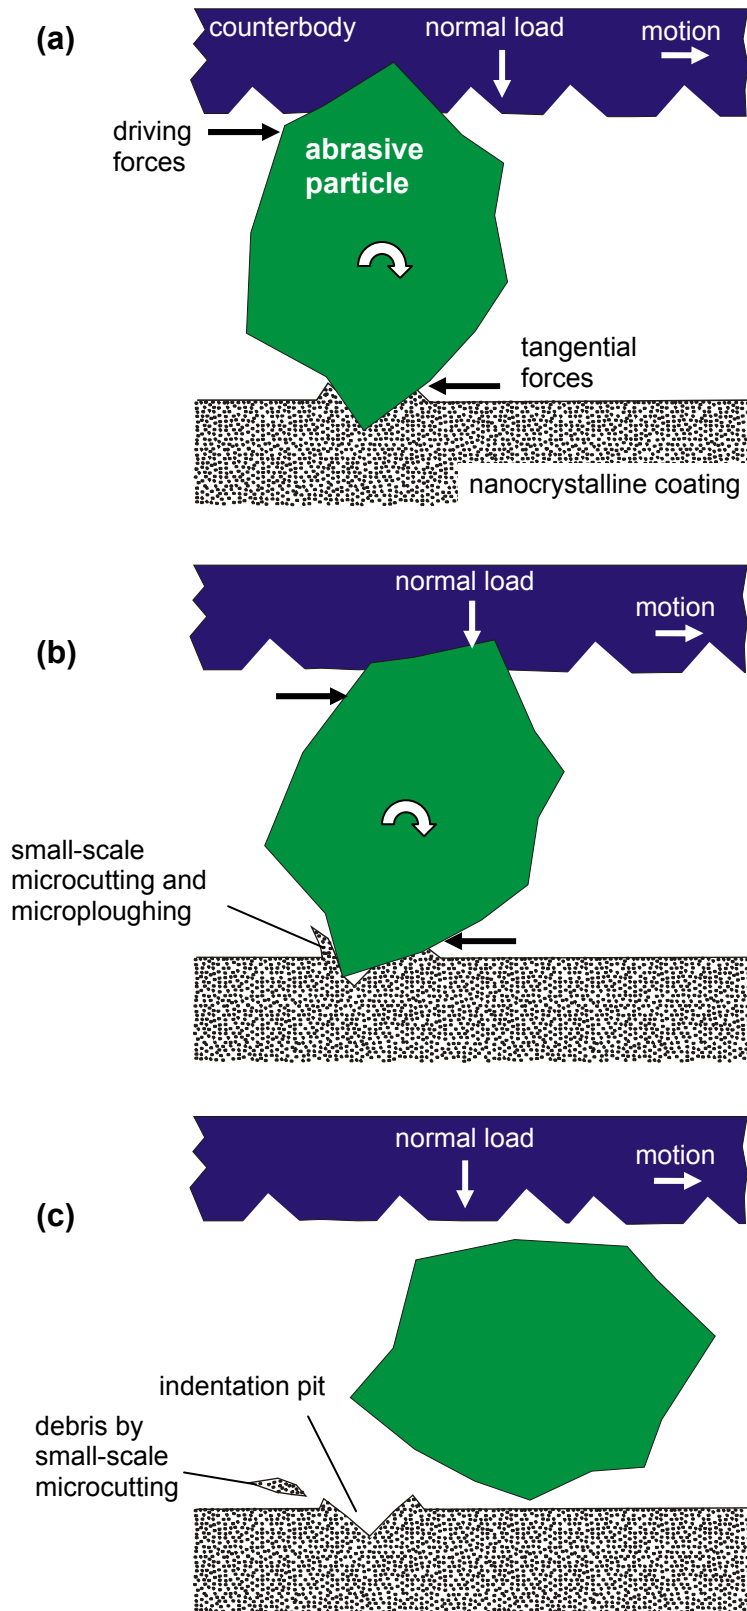 (a)
counterbody
normal load
motion
driving
forces
abrasive
particle
tangential
forces
nanocrystalline coating
(b)
normal load
motion
small-scale
microcutting and
microploughing
(c)
normal load
motion
indentation pit
debris by
small-scale
microcutting